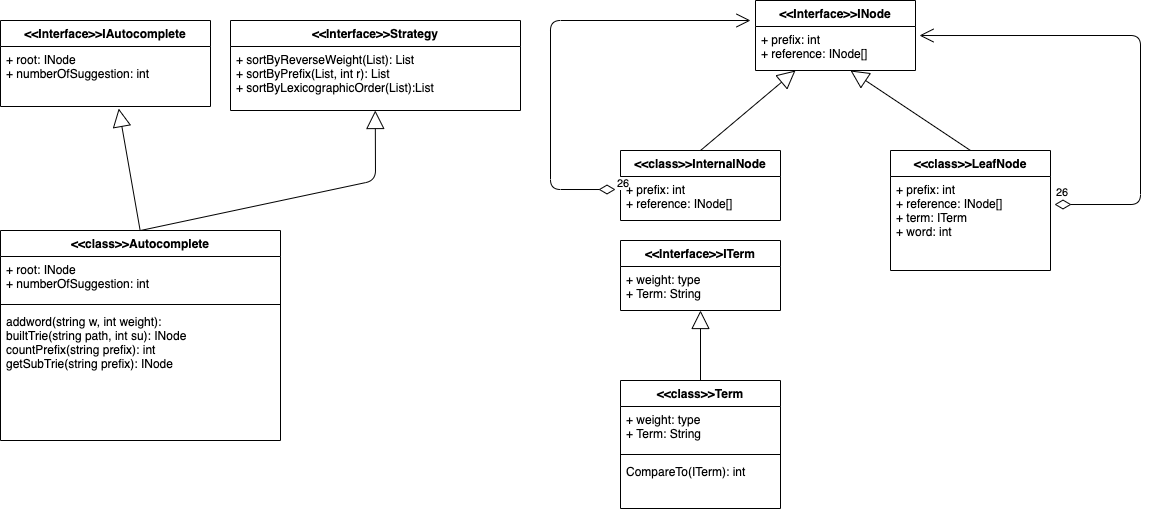 <<Interface>>IAutocomplete
+ root: INode
+ numberOfSuggestion: int
<<Interface>>Strategy
+ sortByReverseWeight(List): List
+ sortByPrefix(List, int r): List
+ sortByLexicographicOrder(List):List
<<Interface>>INode
+ prefix: int
+ reference: INode[]
<<class>>InternalNode
26
+ prefix: int
+ reference: INode[]
<<class>>LeafNode
+ prefix: int
+ reference: INode[]
+ term: ITerm
+ word: int
26
<<class>>Autocomplete
+ root: INode
+ numberOfSuggestion: int
addword(string w, int weight):
builtTrie(string path, int su): INode
countPrefix(string prefix): int
getSubTrie(string prefix): INode
<<Interface>>ITerm
+ weight: type
+ Term: String
<<class>>Term
+ weight: type
+ Term: String
CompareTo(ITerm): int